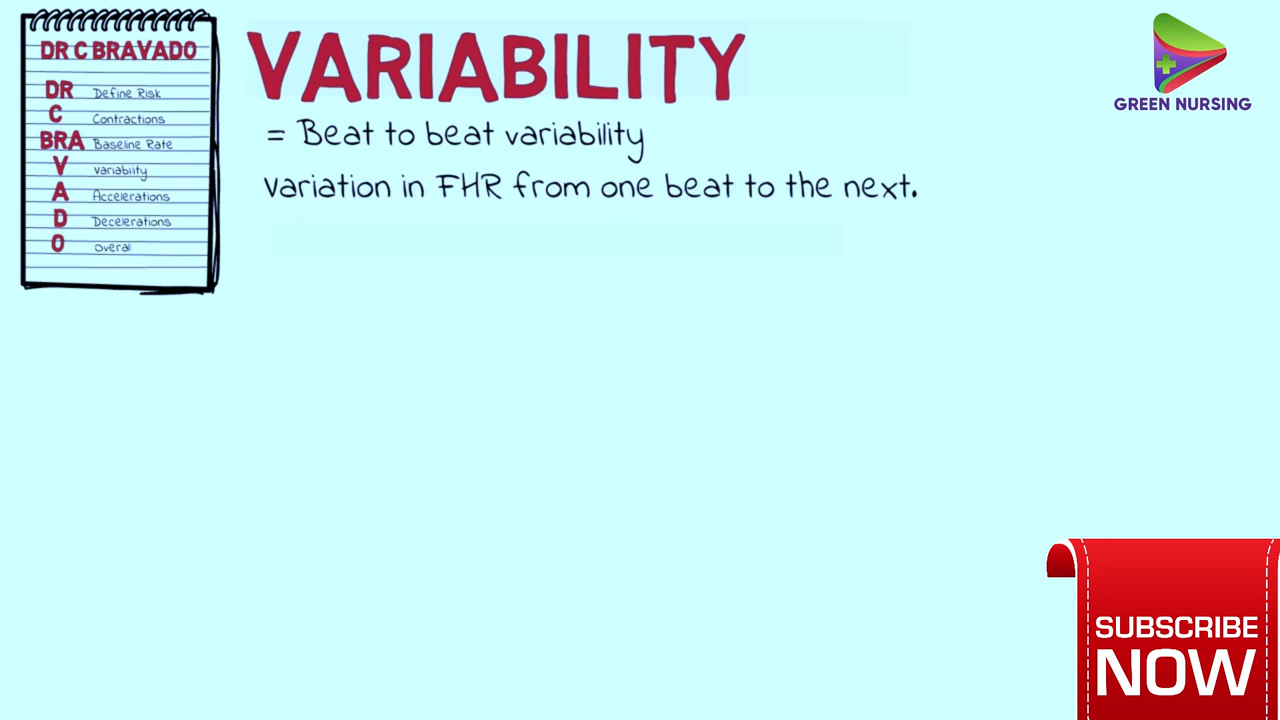 DR C BRAVADO
DR Define Risk
C Contractions
BRA Baseline Rate
V variability
A Accelerations
D Decelerations
O Overall
VARIABILITY
= Beat to beat variability
variation in FHR from one beat to the next.
GREEN NURSING
SUBSCRIBE
NOW